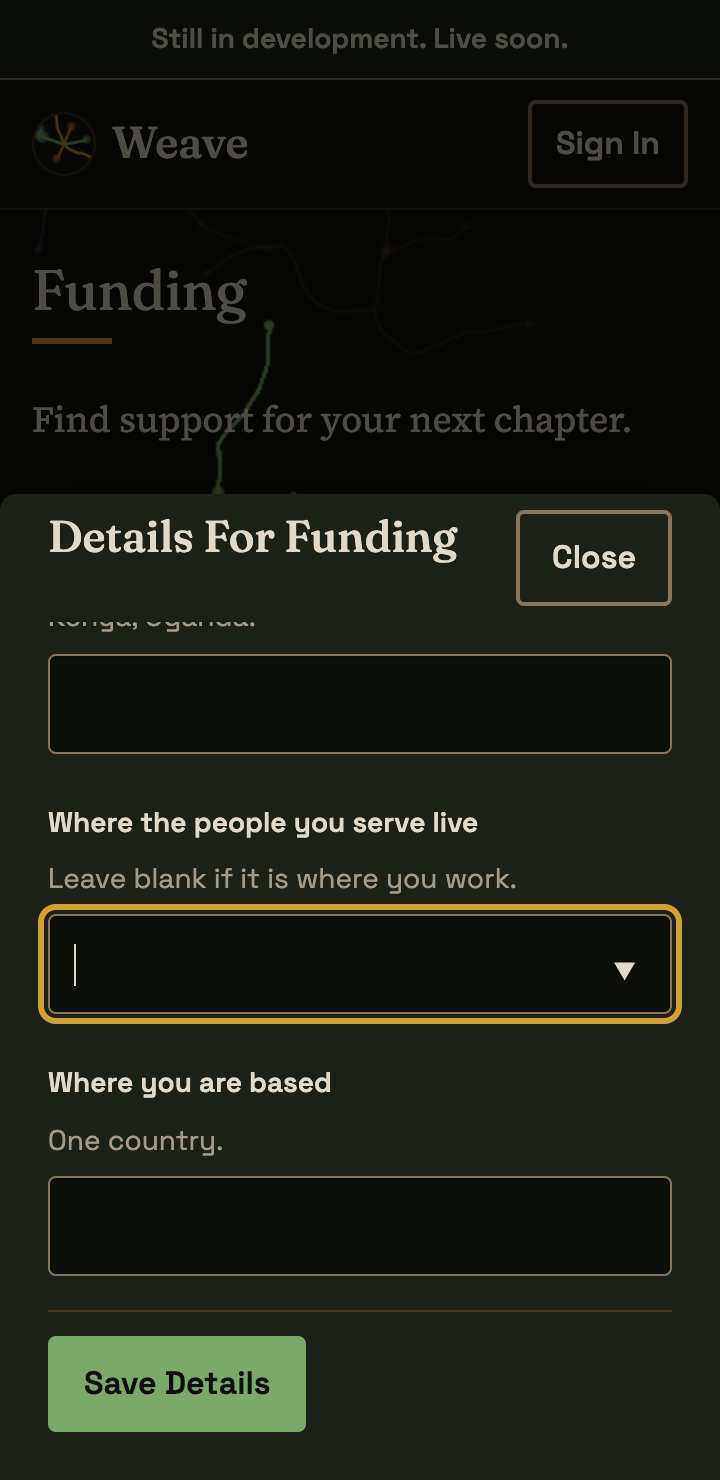 Still in development. Live soon.
Weave
Sign In
Funding
Find support for your next chapter.
Details For Funding
Close
Kenya, Uganda.
Where the people you serve live
Leave blank if it is where you work.
Where you are based
One country.
Save Details